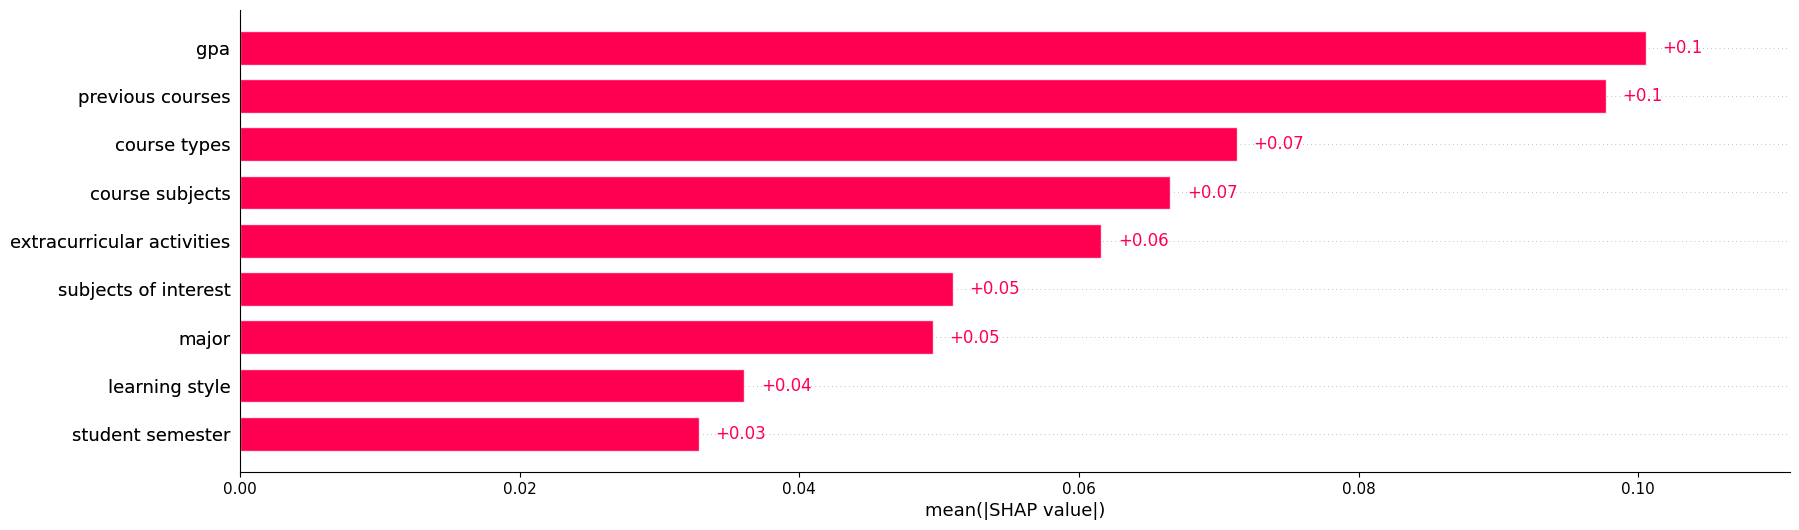 gpa +0.1
previous courses +0.1
course types +0.07
course subjects +0.07
extracurricular activities +0.06
subjects of interest +0.05
major +0.05
learning style +0.04
student semester +0.03
0.00 0.02 0.04 0.06 0.08 0.10
mean(|SHAP value|)